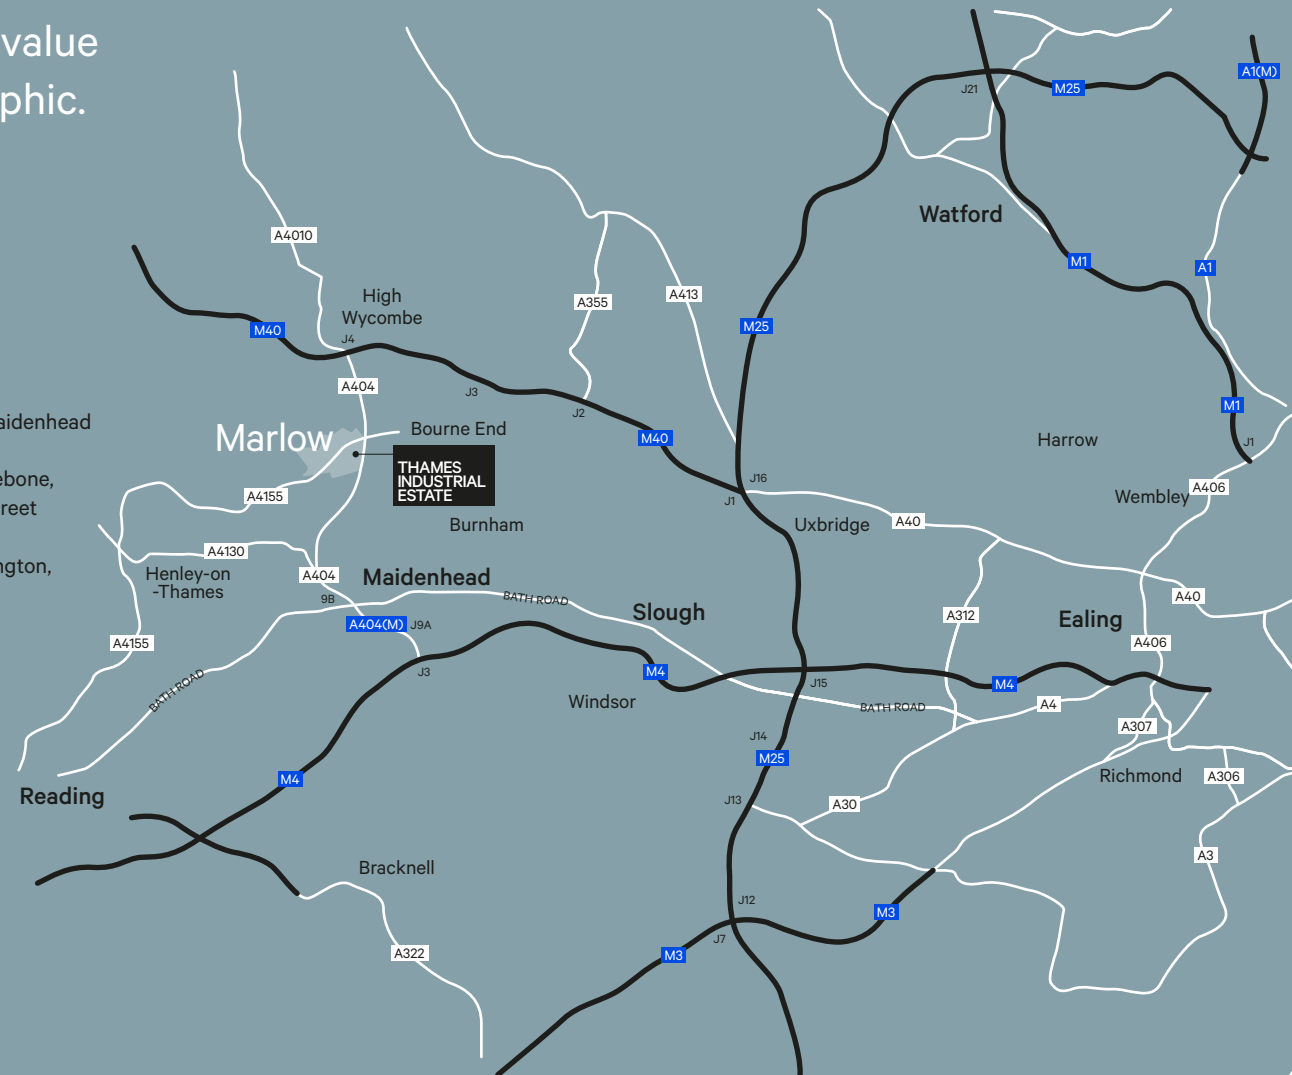 value
phic.
aidenhead
ebone,
reet
ngton,
J21
M25
A1(M)
Watford
A4010
M1
A1
High
Wycombe
A355
A413
M25
M40
J4
A404
J3
J2
M40
M1
Marlow
Bourne End
Harrow
J1
THAMES
INDUSTRIAL
ESTATE
J16
J1
A406
Wembley
A4155
Burnham
Uxbridge
A40
A4130
Henley-on
-Thames
A404
Maidenhead
9B
BATH ROAD
Slough
A40
A404(M)
J9A
A312
Ealing
A4155
A406
J3
M4
J15
M4
BATH ROAD
Windsor
BATH ROAD
A4
A307
J14
M25
Richmond
A306
M4
Reading
J13
A30
A3
Bracknell
J12
M3
J7
A322
M3